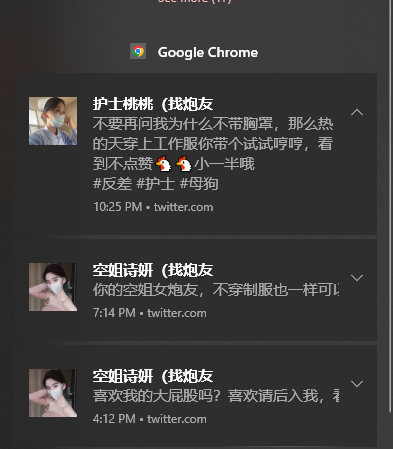 See more (17)
Google Chrome
护士桃桃（找炮友
不要再问我为什么不带胸罩，那么热
的天穿上工作服你带个试试哼哼，看
到不点赞🐔🐔小一半哦
#反差 #护士 #母狗
10:25 PM • twitter.com
空姐诗妍（找炮友
你的空姐女炮友，不穿制服也一样可以
7:14 PM • twitter.com
空姐诗妍（找炮友
喜欢我的大屁股吗？喜欢请后入我，看
4:12 PM • twitter.com